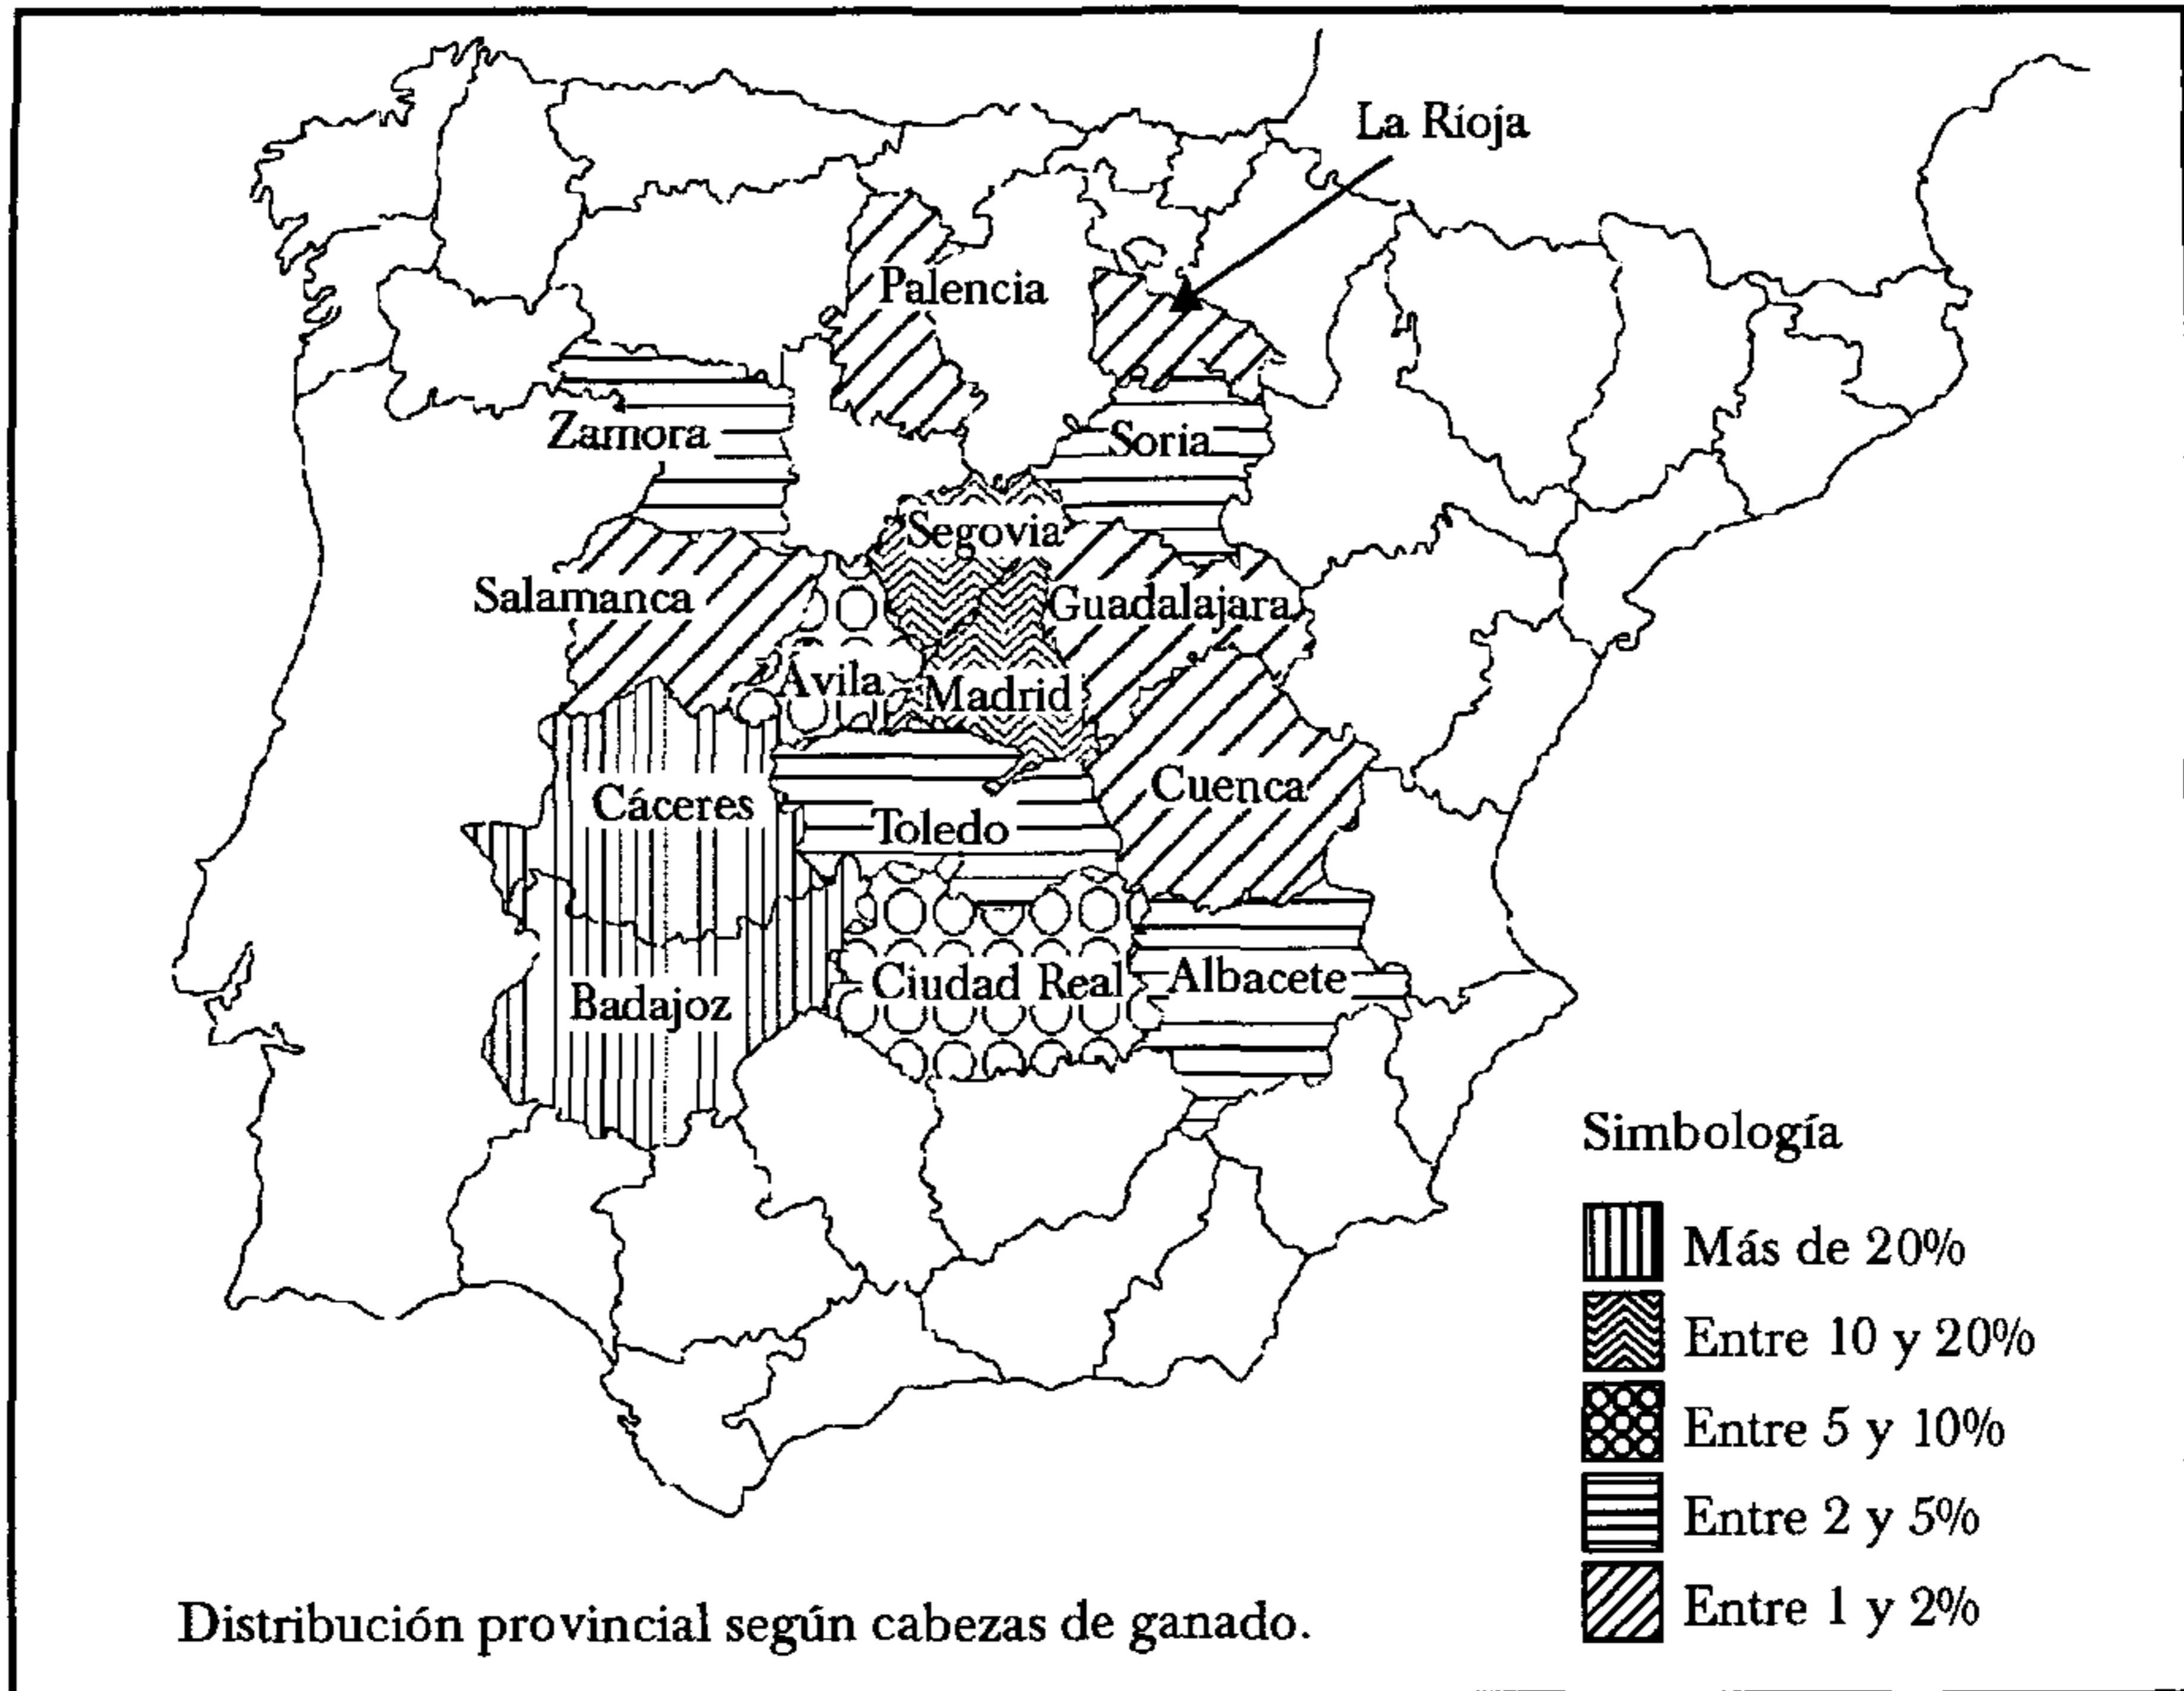 La Rioja
Palencia
Zamora
Soria
Segovia
Salamanca
Guadalajara
Ávila
Madrid
Cuenca
Cáceres
Toledo
Ciudad Real
Albacete
Badajoz
Simbología
Más de 20%
Entre 10 y 20%
Entre 5 y 10%
Entre 2 y 5%
Entre 1 y 2%
Distribución provincial según cabezas de ganado.